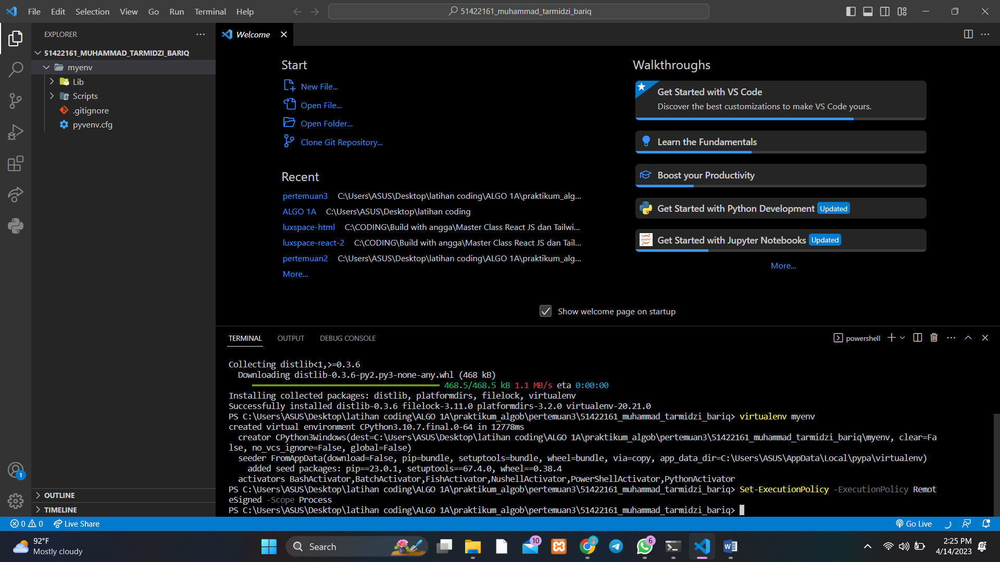 File Edit Selection View Go Run Terminal Help
51422161_muhammad_tarmidzi_bariq
EXPLORER
51422161_MUHAMMAD_TARMIDZI_BARIQ
myenv
Lib
Scripts
.gitignore
pyvenv.cfg
OUTLINE
TIMELINE
Welcome
Start
New File...
Open File...
Open Folder...
Clone Git Repository...
Recent
pertemuan3 C:\Users\ASUS\Desktop\latihan coding\ALGO 1A\praktikum_alg...
ALGO 1A C:\Users\ASUS\Desktop\latihan coding
luxspace-html C:\CODING\Build with angga\Master Class React JS dan Tailwi...
luxspace-react-2 C:\CODING\Build with angga\Master Class React JS dan Tail...
pertemuan2 C:\Users\ASUS\Desktop\latihan coding\ALGO 1A\praktikum_alg...
More...
Walkthroughs
Get Started with VS Code
Discover the best customizations to make VS Code yours.
Learn the Fundamentals
Boost your Productivity
Get Started with Python Development Updated
jupyter
Get Started with Jupyter Notebooks Updated
More...
Show welcome page on startup
TERMINAL OUTPUT DEBUG CONSOLE
powershell
Collecting distlib<1,>=0.3.6
Downloading distlib-0.3.6-py2.py3-none-any.whl (468 kB)
468.5/468.5 kB 1.1 MB/s eta 0:00:00
Installing collected packages: distlib, platformdirs, filelock, virtualenv
Successfully installed distlib-0.3.6 filelock-3.11.0 platformdirs-3.2.0 virtualenv-20.21.0
PS C:\Users\ASUS\Desktop\latihan coding\ALGO 1A\praktikum_algob\pertemuan3\51422161_muhammad_tarmidzi_bariq> virtualenv myenv
created virtual environment CPython3.10.7.final.0-64 in 12778ms
creator CPython3Windows(dest=C:\Users\ASUS\Desktop\latihan coding\ALGO 1A\praktikum_algob\pertemuan3\51422161_muhammad_tarmidzi_bariq\myenv, clear=Fa
lse, no_vcs_ignore=False, global=False)
seeder FromAppData(download=False, pip=bundle, setuptools=bundle, wheel=bundle, via=copy, app_data_dir=C:\Users\ASUS\AppData\Local\pypa\virtualenv)
added seed packages: pip==23.0.1, setuptools==67.4.0, wheel==0.38.4
activators BashActivator,BatchActivator,FishActivator,NushellActivator,PowerShellActivator,PythonActivator
PS C:\Users\ASUS\Desktop\latihan coding\ALGO 1A\praktikum_algob\pertemuan3\51422161_muhammad_tarmidzi_bariq> Set-ExecutionPolicy -ExecutionPolicy Remot
eSigned -Scope Process
PS C:\Users\ASUS\Desktop\latihan coding\ALGO 1A\praktikum_algob\pertemuan3\51422161_muhammad_tarmidzi_bariq>
1
0 0 Live Share
Go Live
92°F
Mostly cloudy
Search
10
3
6
2:25 PM
4/14/2023